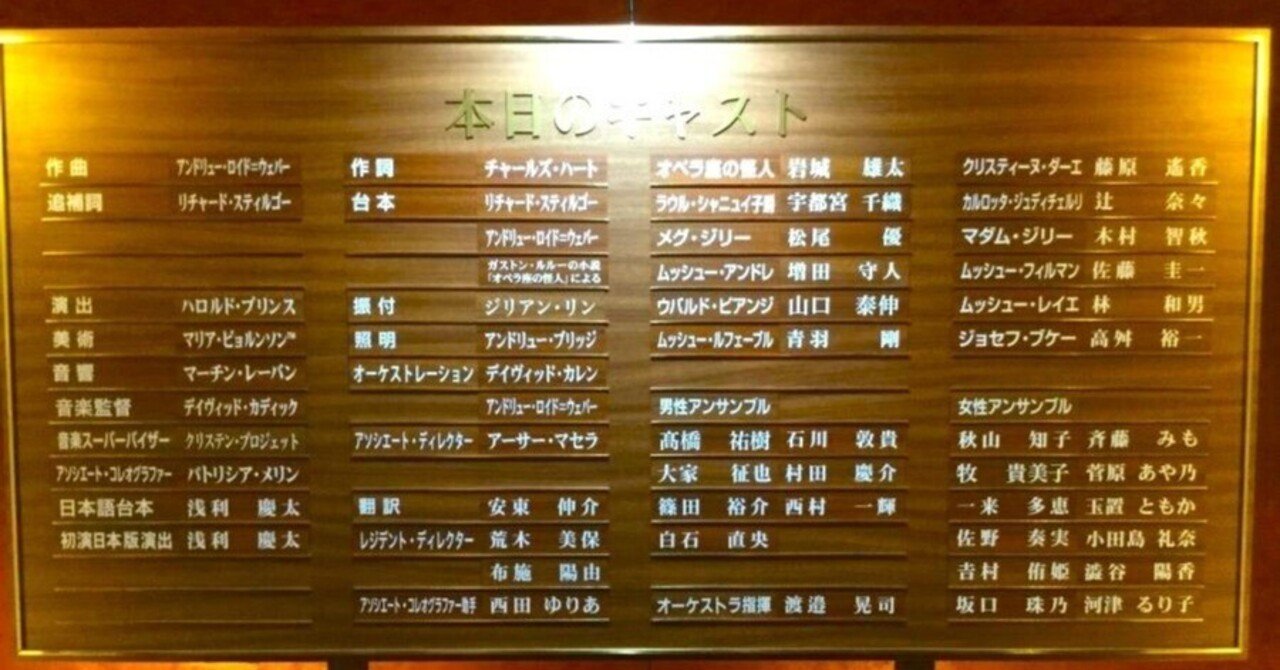 本日のキャスト
作曲 アンドリュー・ロイド=ウェバー
追補詞 リチャード・スティルゴー
演出 ハロルド・プリンス
美術 マリア・ビョルンソン™
音響 マーチン・レーバン
音楽監督 デイヴィッド・カディック
音楽スーパーバイザー クリステン・ブロジェット
アソシエート・コレオグラファー パトリシア・メリン
日本語台本 浅利 慶太
初演日本版演出 浅利 慶太
作詞 チャールズ・ハート
台本 リチャード・スティルゴー
アンドリュー・ロイド=ウェバー
ガストン・ルルーの小説
「オペラ座の怪人」による
振付 ジリアン・リン
照明 アンドリュー・ブリッジ
オーケストレーション デイヴィッド・カレン
アンドリュー・ロイド=ウェバー
アソシエート・ディレクター アーサー・マセラ
翻訳 安東 伸介
レジデント・ディレクター 荒木 美保
布施 陽由
アソシエート・コレオグラファー助手 西田 ゆりあ
オペラ座の怪人 岩城 雄太
ラウル・シャニュイ子爵 宇都宮 千織
メグ・ジリー 松尾 優
ムッシュー・アンドレ 増田 守人
ウバルド・ピアンジ 山口 泰伸
ムッシュー・ルフェーブル 青羽 剛
男性アンサンブル
髙橋 祐樹 石川 敦貴
大家 征也 村田 慶介
篠田 裕介 西村 一輝
白石 直央
オーケストラ指揮 渡邉 晃司
クリスティーヌ・ダーエ 藤原 遙香
カルロッタ・ジュディチェルリ 辻 奈々
マダム・ジリー 木村 智秋
ムッシュー・フィルマン 佐藤 圭一
ムッシュー・レイエ 林 和男
ジョセフ・ブケー 高舛 裕一
女性アンサンブル
秋山 知子 斉藤 みも
牧 貴美子 菅原 あや乃
一来 多恵 玉置 ともか
佐野 奏実 小田島 礼奈
吉村 侑姫 澁谷 陽香
坂口 珠乃 河津 るり子